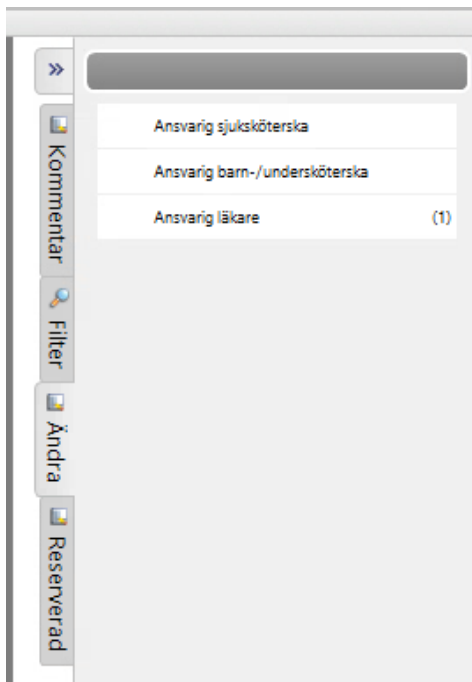 »
Kommentar
Filter
Ändra
Reserverad
Ansvarig sjuksköterska
Ansvarig barn-/undersköterska
Ansvarig läkare (1)